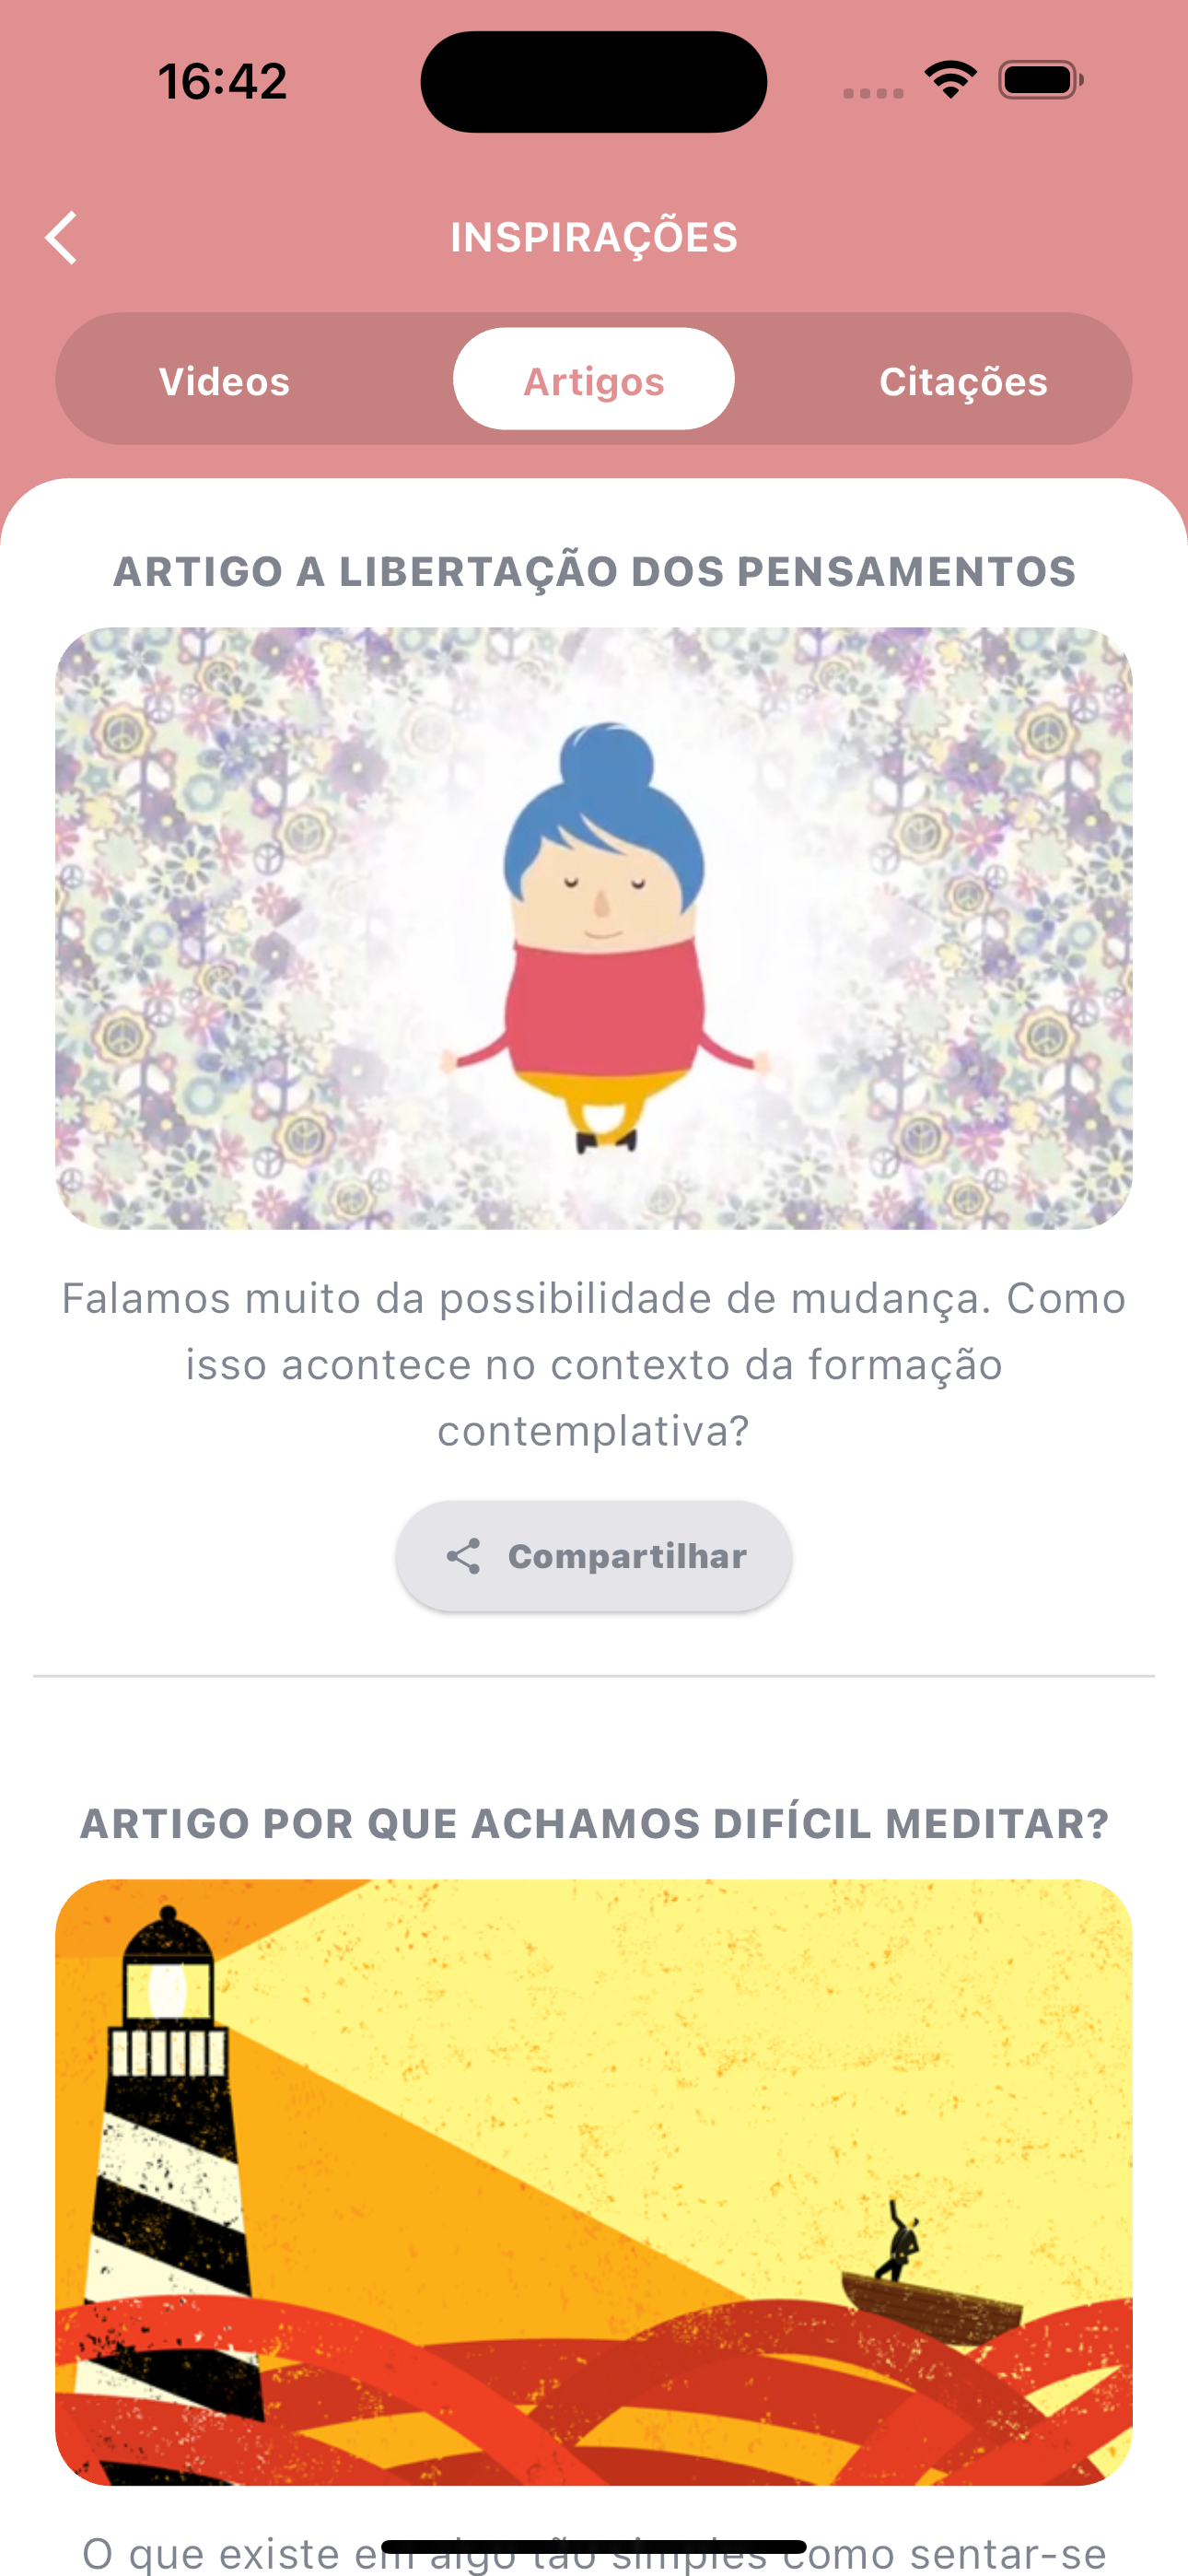 16:42
INSPIRAÇÕES
Videos Artigos Citações
ARTIGO A LIBERTAÇÃO DOS PENSAMENTOS
Falamos muito da possibilidade de mudança. Como
isso acontece no contexto da formação
contemplativa?
Compartilhar
ARTIGO POR QUE ACHAMOS DIFÍCIL MEDITAR?
O que existe em algo tão simples como sentar-se